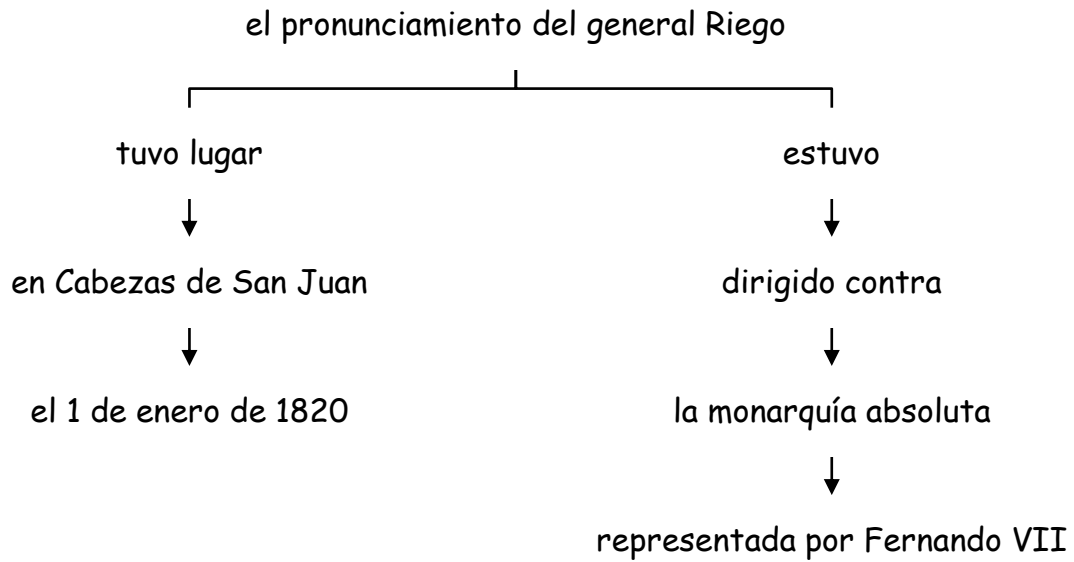 el pronunciamiento del general Riego
tuvo lugar
en Cabezas de San Juan
el 1 de enero de 1820
estuvo
dirigido contra
la monarquía absoluta
representada por Fernando VII